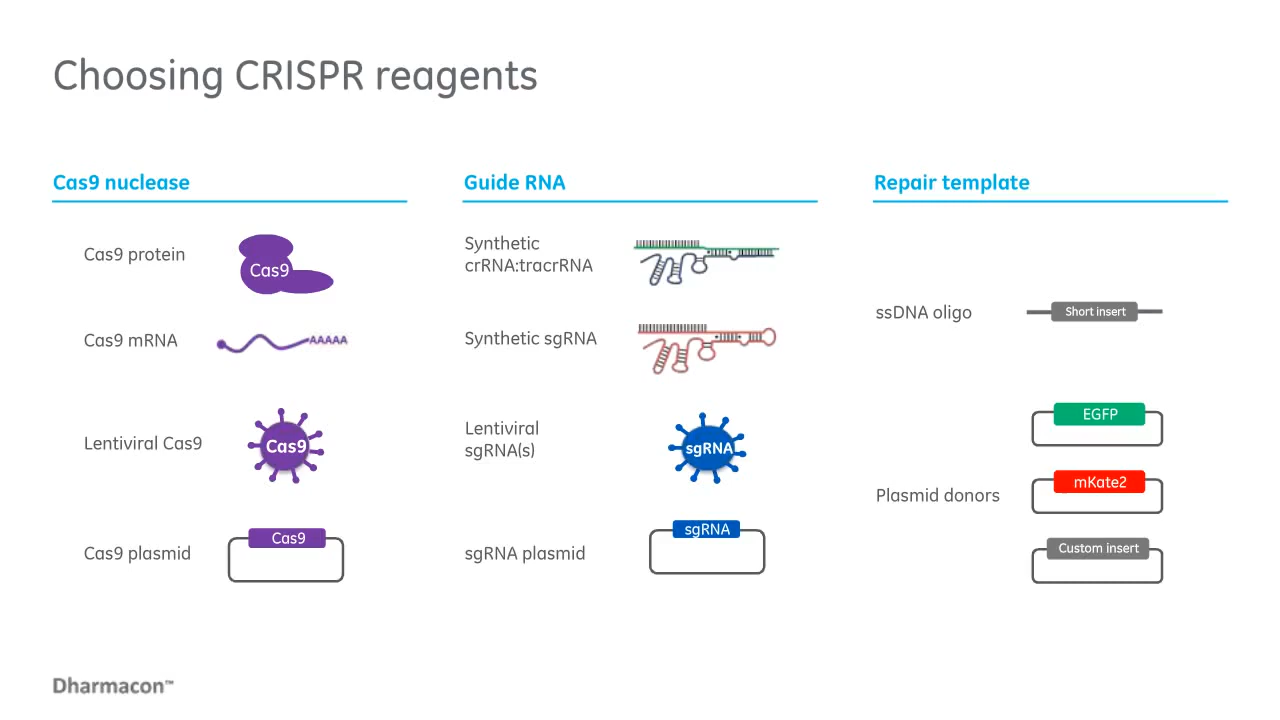 Choosing CRISPR reagents
Cas9 nuclease
Cas9 protein
Cas9
Cas9 mRNA
AAAAA
Lentiviral Cas9
Cas9
Cas9 plasmid
Cas9
Guide RNA
Synthetic
crRNA:tracrRNA
Synthetic sgRNA
Lentiviral
sgRNA(s)
sgRNA
sgRNA plasmid
sgRNA
Repair template
ssDNA oligo
Short insert
Plasmid donors
EGFP
mKate2
Custom insert
Dharmacon™